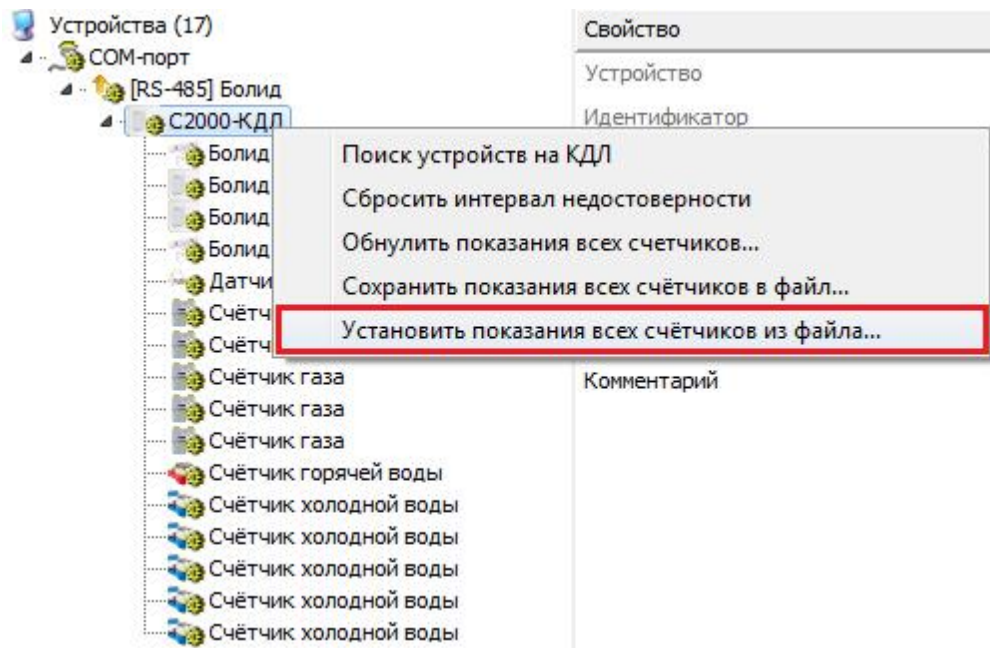 Устройства (17)
COM-порт
[RS-485] Болид
С2000-КДЛ
Болид
Болид
Болид
Болид
Датчи
Счётч
Счётч
Счётчик газа
Счётчик газа
Счётчик газа
Счётчик горячей воды
Счётчик холодной воды
Счётчик холодной воды
Счётчик холодной воды
Счётчик холодной воды
Счётчик холодной воды
Поиск устройств на КДЛ
Сбросить интервал недостоверности
Обнулить показания всех счетчиков...
Сохранить показания всех счётчиков в файл...
Установить показания всех счётчиков из файла...
Свойство
Устройство
Идентификатор
Комментарий